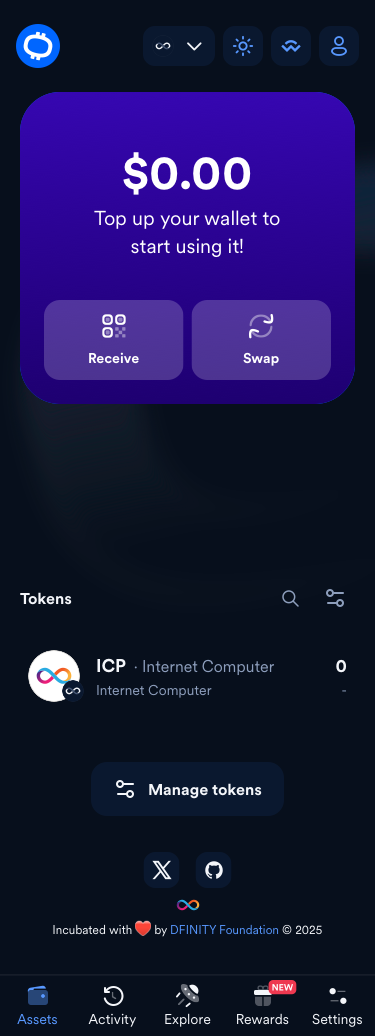 $0.00
Top up your wallet to
start using it!
Receive
Swap
Tokens
ICP · Internet Computer
0
Internet Computer
-
Manage tokens
Incubated with ❤️ by DFINITY Foundation © 2025
NEW
Assets
Activity
Explore
Rewards
Settings